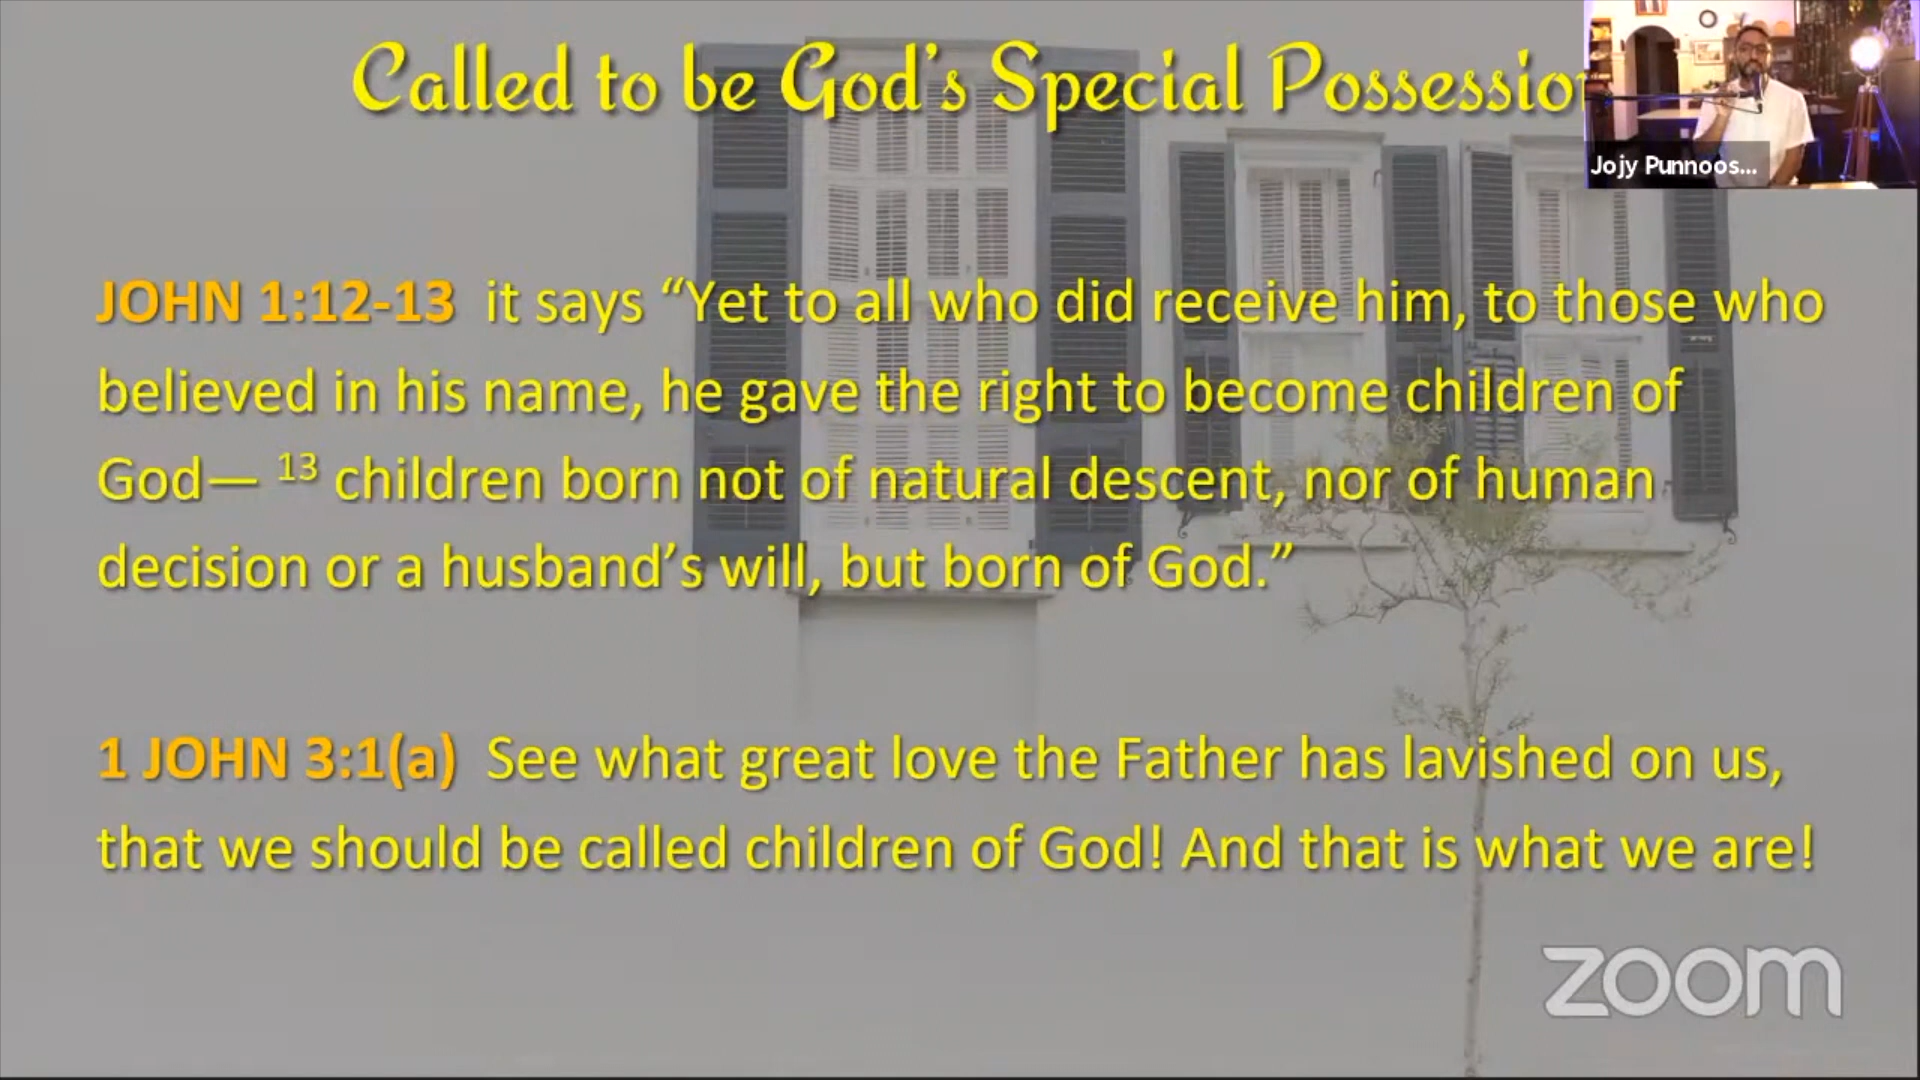 Called to be God's Special Possessio
Jojy Punnoos...
JOHN 1:12-13 it says “Yet to all who did receive him, to those who
believed in his name, he gave the right to become children of
God— 13 children born not of natural descent, nor of human
decision or a husband’s will, but born of God.”
1 JOHN 3:1(a) See what great love the Father has lavished on us,
that we should be called children of God! And that is what we are!
zoom